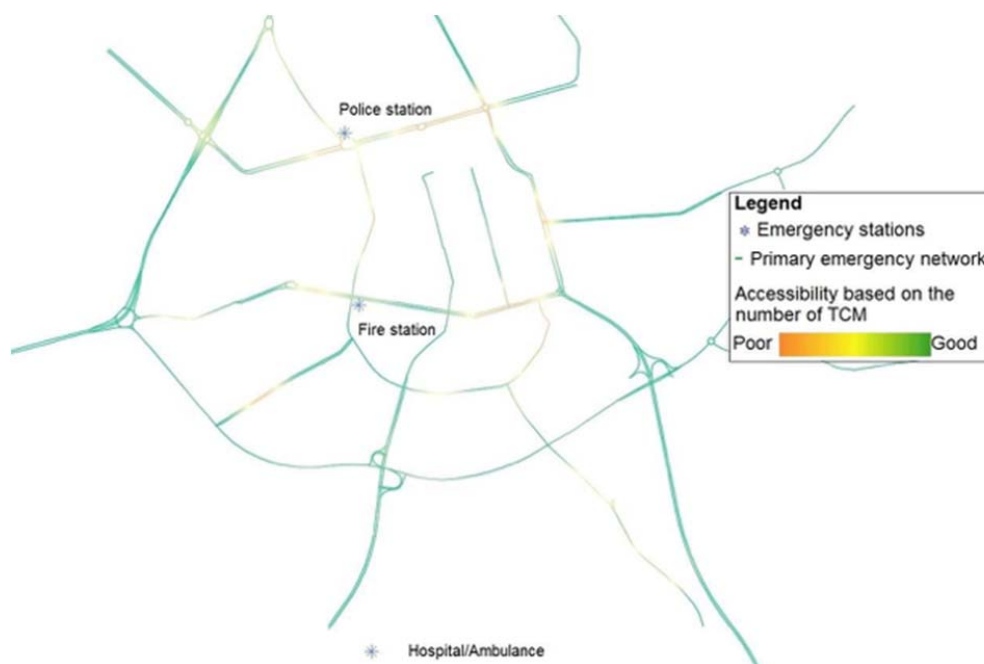 Police station
Legend
Emergency stations
Primary emergency network
Accessibility based on the
number of TCM
Poor
Good
Fire station
Hospital/Ambulance